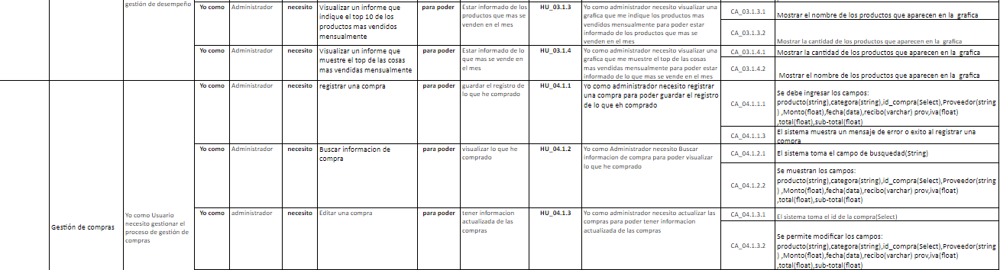 gestión de desempeño
Yo como Administrador necesito Visualizar un informe que
indique el top 10 de los
productos mas vendidos
mensualmente
para poder Estar informado de los
productos que mas se
venden en el mes
HU_03.1.3 Yo como administrador necesito visualizar una
grafica que me indique los productos mas
vendidos mensualmente para poder estar
informado de los productos que mas se
venden en el mes
CA_03.1.3.1 Mostrar el nombre de los productos que aparecen en la grafica
CA_03.1.3.2 Mostrar la cantidad de los productos que aparecen en la grafica
Yo como Administrador necesito Visualizar un informe que
muestre el top de las cosas
mas vendidas mensualmente
para poder Estar informado de lo
que mas se vende en
el mes
HU_03.1.4 Yo como administrador necesito visualizar una
grafica que me muestre el top de las cosas
mas vendidas mensualmente para poder estar
informado de lo que mas se vende en el mes
CA_03.1.4.1 Mostrar la cantidad de los productos que aparecen en la grafica
CA_03.1.4.2 Mostrar el nombre de los productos que aparecen en la grafica
Gestión de compras
Yo como Usuario
necesito gestionar el
proceso de gestión de
compras
Yo como Administrador necesito registrar una compra
para poder guardar el registro de
lo que he comprado
HU_04.1.1 Yo como administrador necesito registrar
una compra para poder guardar el registro
de lo que eh comprado
CA_04.1.1.1 Se debe ingresar los campos:
producto(string),categora(string),id_compra(Select),Proveedor(string
) ,Monto(float),fecha(data),recibo(varchar) prov,iva(float)
,total(float),sub-total(float)
CA_04.1.1.3 El sistema muestra un mensaje de error o exito al registrar una
compra
Yo como Administrador necesito Buscar informacion de
compra
para poder visualizar lo que he
comprado
HU_04.1.2 Yo como Administrador necesito Buscar
informacion de compra para poder visualizar
lo que he comprado
CA_04.1.2.1 El sistema toma el campo de busquedad(String)
CA_04.1.2.2 Se muestran los campos:
producto(string),categora(string),id_compra(Select),Proveedor(string
) ,Monto(float),fecha(data),recibo(varchar) prov,iva(float)
,total(float),sub-total(float)
Yo como administrador necesito Editar una compra
para poder tener informacion
actualizada de las
compras
HU_04.1.3 Yo como administrador necesito actualizar las
compras para poder tener informacion
actualizada de las compras
CA_04.1.3.1 El sistema toma el id de la compra(Select)
CA_04.1.3.2 Se permite modificar los campos:
producto(string),categora(string),id_compra(Select),Proveedor(string
) ,Monto(float),fecha(data),recibo(varchar) prov,iva(float)
,total(float),sub-total(float)